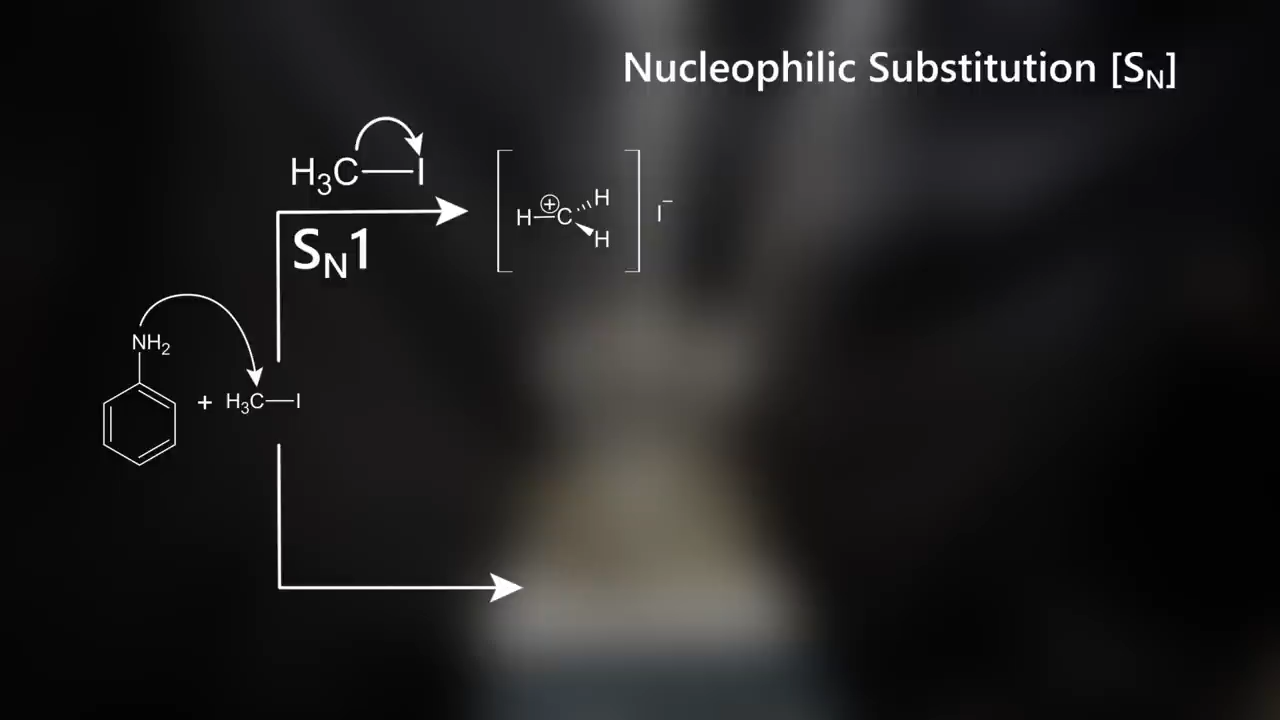 Nucleophilic Substitution [SN]
H3C—I
SN1
H—C⊕ H H
I⁻
NH2
+ H3C—I